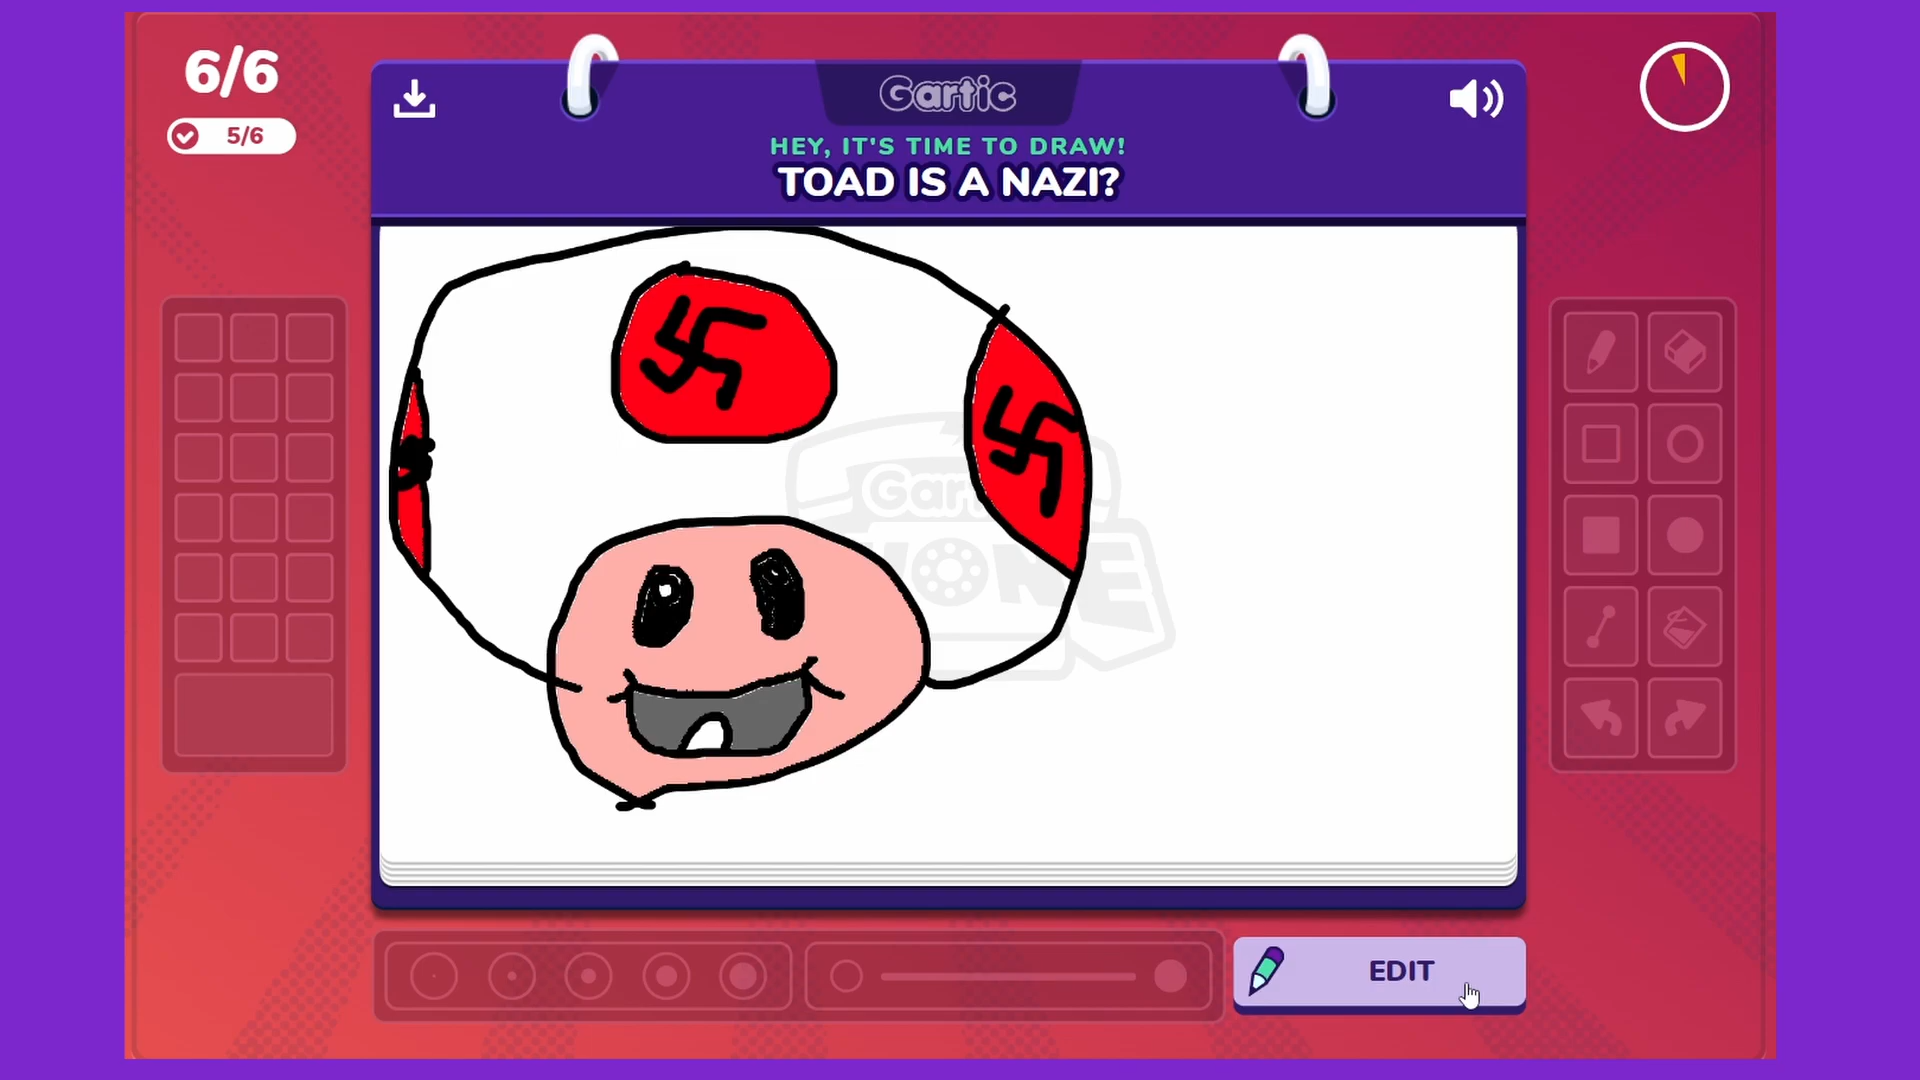 6/6
5/6
Gartic
HEY, IT'S TIME TO DRAW!
TOAD IS A NAZI?
EDIT